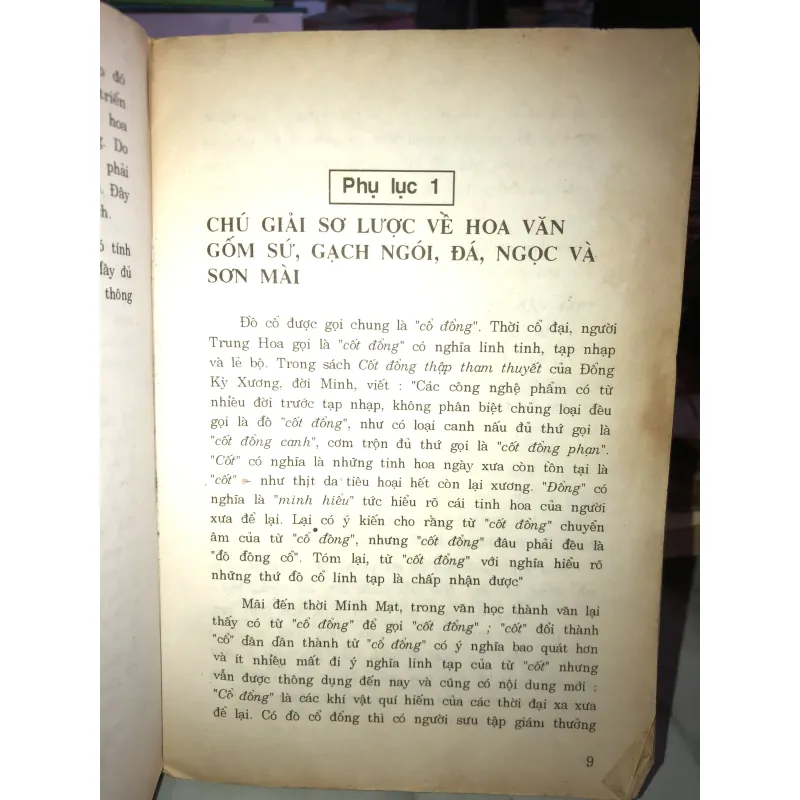 đó
triển
hoa
Do
phải
Đây
tính
đủ
thông
Phụ lục 1
CHÚ GIẢI SƠ LƯỢC VỀ HOA VĂN
GỐM SỨ, GẠCH NGÓI, ĐÁ, NGỌC VÀ
SƠN MÀI
Đồ cổ được gọi chung là "cổ đổng". Thời cổ đại, người
Trung Hoa gọi là "cốt đổng" có nghĩa linh tinh, tạp nhạp
và lẻ bộ. Trong sách Cốt đổng thập tham thuyết của Đổng
Kỳ Xương, đời Minh, viết : "Các công nghệ phẩm có từ
nhiều đời trước tạp nhạp, không phân biệt chủng loại đều
gọi là đồ "cốt đổng", như có loại canh nấu đủ thứ gọi là
"cốt đổng canh", cơm trộn đủ thứ gọi là "cốt đổng phạn".
"Cốt" có nghĩa là những tinh hoa ngày xưa còn tồn tại là
"cốt" - như thịt da tiêu hoại hết còn lại xương. "Đổng" có
nghĩa là "minh hiểu" tức hiểu rõ cái tinh hoa của người
xưa để lại. Lại có ý kiến cho rằng từ "cốt đổng" chuyển
âm của từ "cổ đồng", nhưng "cốt đổng" đâu phải đều là
"đồ đồng cổ". Tóm lại, từ "cốt đổng" với nghĩa hiểu rõ
những thứ đồ cổ linh tạp là chấp nhận được"
Mãi đến thời Minh Mạt, trong văn học thành văn lại
thấy có từ "cổ đổng" để gọi "cốt đổng" ; "cốt" đổi thành
"cổ" dần dần thành từ "cổ đổng" có ý nghĩa bao quát hơn
và ít nhiều mất đi ý nghĩa linh tạp của từ "cốt" nhưng
vẫn được thông dụng đến nay và cũng có nội dung mới :
"Cổ đổng" là các khí vật quí hiếm của các thời đại xa xưa
để lại. Có đồ cổ đổng thì có người sưu tập giám thưởng
9